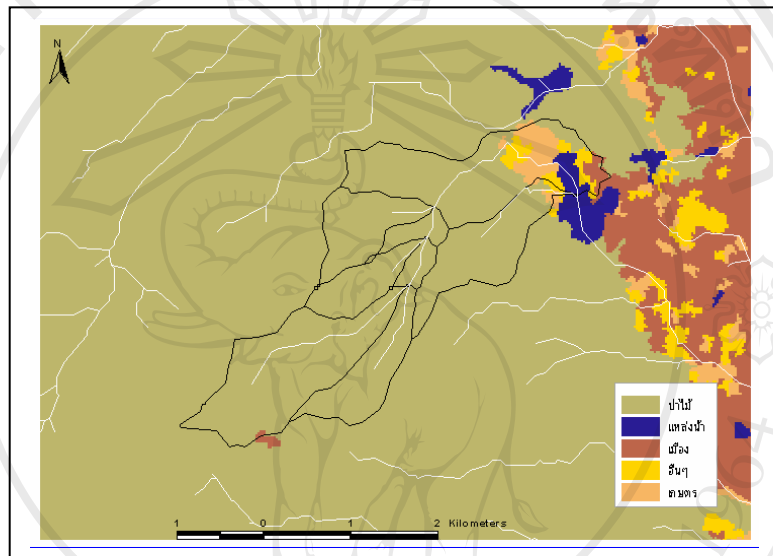 N
ป่าไม้
แหล่งน้ำ
เมือง
อื่นๆ
เกษตร
1 0 1 2 Kilometers